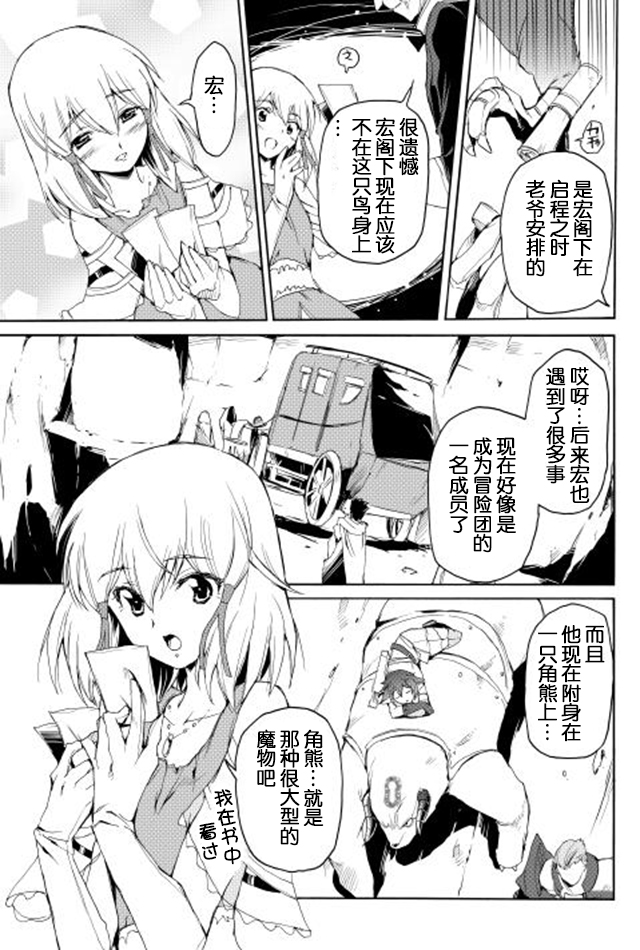 是宏阁下在
启程之时
老爷安排的
很遗憾
宏阁下现在应该
不在这只鸟身上
…
宏…
哎呀…后来宏也
遇到了很多事
现在好像是
成为冒险团的
一名成员了
而且
他现在附身在
一只角熊上…
角熊…就是
那种很大型的
魔物吧
我在书中
看过